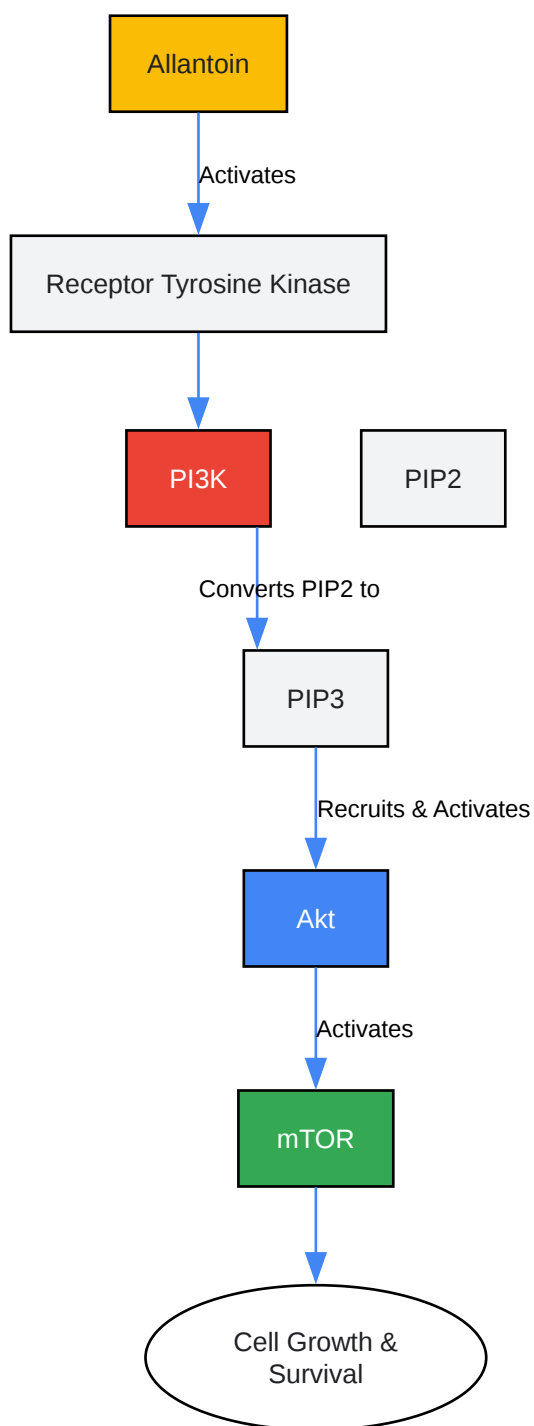 Allantoin
Activates
Receptor Tyrosine Kinase
PI3K
PIP2
Converts PIP2 to
PIP3
Recruits & Activates
Akt
Activates
mTOR
Cell Growth &
Survival